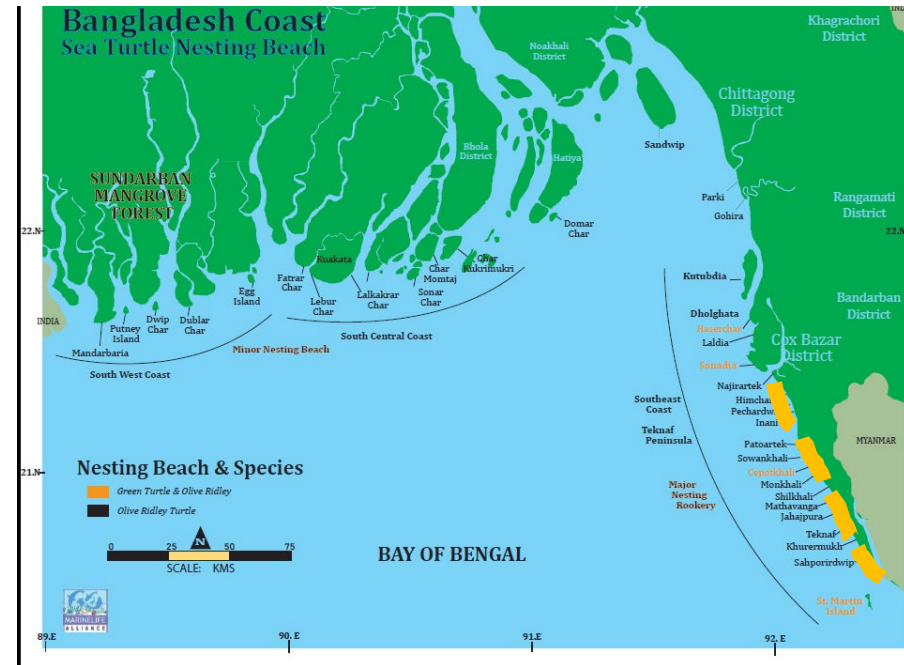 Bangladesh Coast
Sea Turtle Nesting Beach
Khagrachori
District
Noakhali
District
Chittagong
District
Sandwip
Bhola
District
Hatiya
SUNDARBAN
MANGROVE
FOREST
Parki
Gohira
Rangamati
District
22.N
22.N
Domar
Char
Kuakata
Char
Kukrimukri
Char
Momtaj
Fatrar
Char
Egg
Island
Lebur
Char
Lalkakrar
Char
Sonar
Char
Kutubdia
Bandarban
District
INDIA
Putney
Island
Dwip
Char
Dublar
Char
Mandarbaria
South West Coast
Minor Nesting Beach
South Central Coast
Dholghata
Haserchar
Laldia
Cox Bazar
District
Sonadia
Najirartek
Inani
Southeast
Coast
Teknaf
Peninsula
MYANMAR
Patoartek
Sowankhali
Copotkhali
Monkhali
Shilkhali
Mathavanga
Jahajpura
Teknaf
Khurermukh
Sahporirdwip
21.N
Nesting Beach & Species
Green Turtle & Olive Ridley
Olive Ridley Turtle
Major
Nesting
Rookery
N
0 25 50 75
SCALE: KMS
BAY OF BENGAL
St. Martin
Island
MARINELIFE
ALLIANCE
89.E
90. E
91.E
92. E